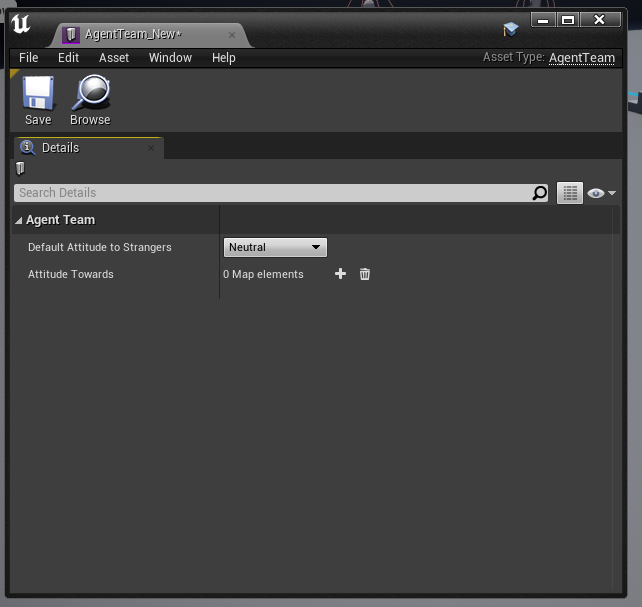 AgentTeam_New*
File Edit Asset Window Help
Asset Type: AgentTeam
Save Browse
Details
Search Details
Agent Team
Default Attitude to Strangers Neutral
Attitude Towards 0 Map elements